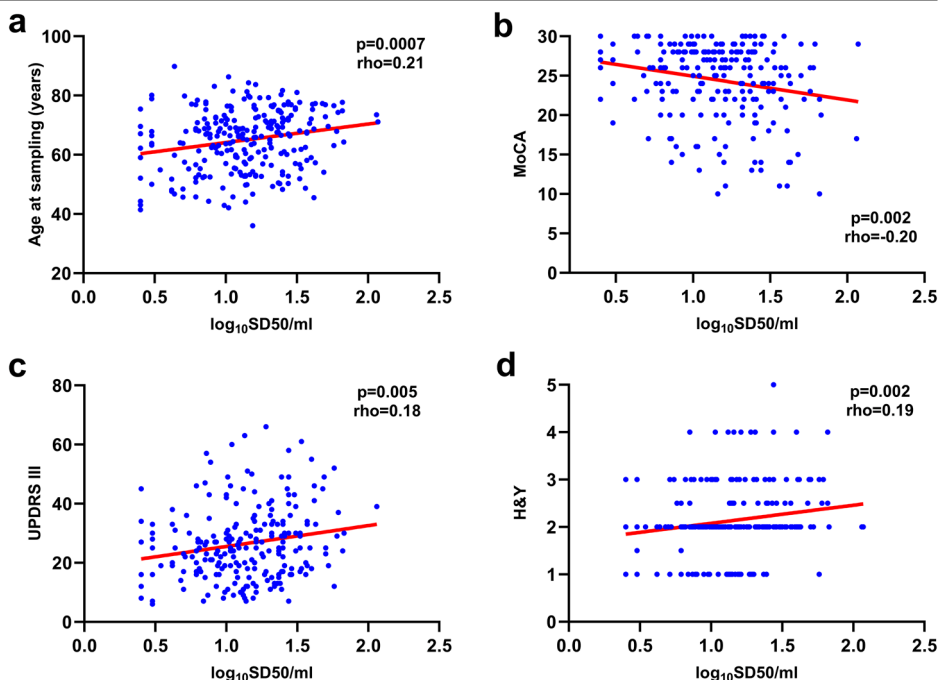 a
p=0.0007
rho=0.21
Age at sampling (years)
100
80
60
40
20
0.0 0.5 1.0 1.5 2.0 2.5
log₁₀SD50/ml
b
MoCA
30
25
20
15
10
5
0
0.5 1.0 1.5 2.0 2.5
p=0.002
rho=-0.20
log₁₀SD50/ml
c
p=0.005
rho=0.18
UPDRS III
80
60
40
20
0
0.0 0.5 1.0 1.5 2.0 2.5
log₁₀SD50/ml
d
p=0.002
rho=0.19
H&Y
5
4
3
2
1
0
0.0 0.5 1.0 1.5 2.0 2.5
log₁₀SD50/ml